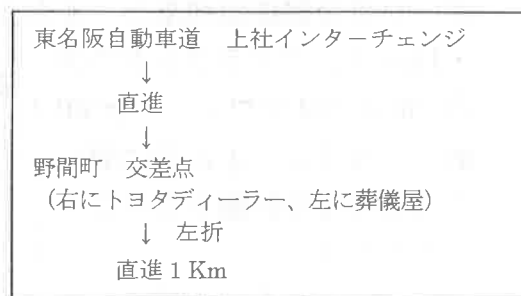 東名阪自動車道　上社インターチェンジ
↓
直進
↓
野間町　交差点
（右にトヨタディーラー、左に葬儀屋）
↓　左折
直進１Km